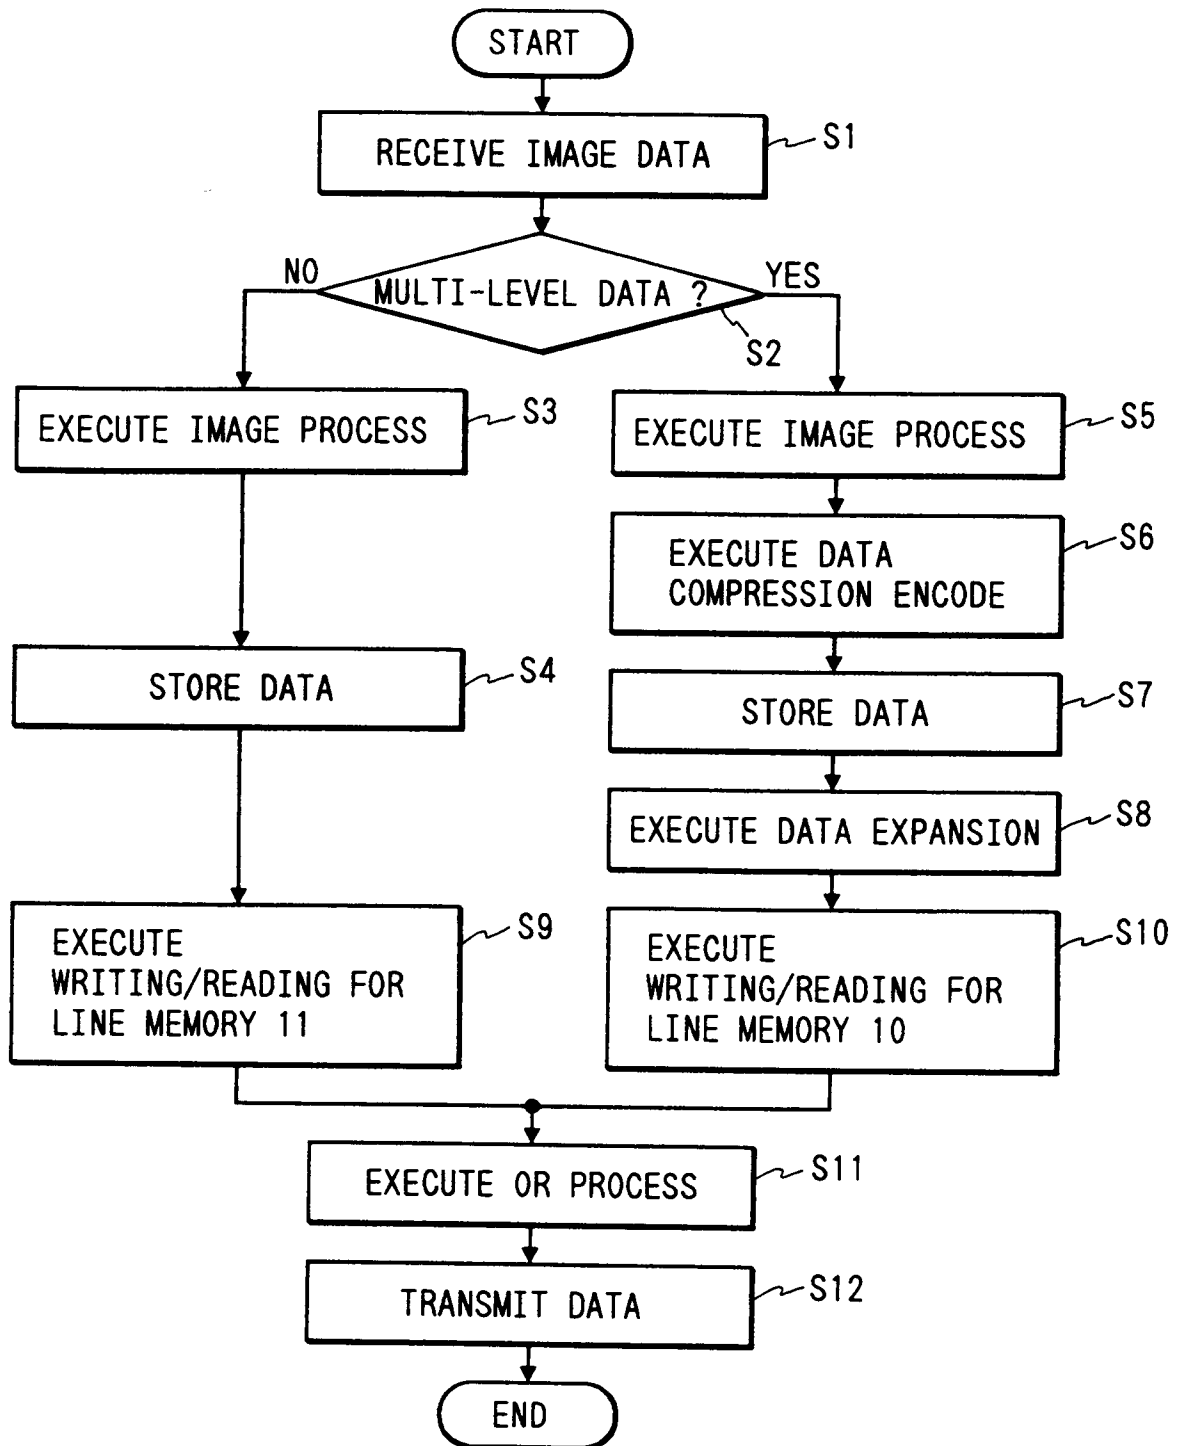 START
RECEIVE IMAGE DATA
S1
NO
MULTI-LEVEL DATA ?
YES
S2
EXECUTE IMAGE PROCESS
S3
EXECUTE IMAGE PROCESS
S5
EXECUTE DATA
COMPRESSION ENCODE
S6
STORE DATA
S4
STORE DATA
S7
EXECUTE DATA EXPANSION
S8
EXECUTE
WRITING/READING FOR
LINE MEMORY 11
S9
EXECUTE
WRITING/READING FOR
LINE MEMORY 10
S10
EXECUTE OR PROCESS
S11
TRANSMIT DATA
S12
END